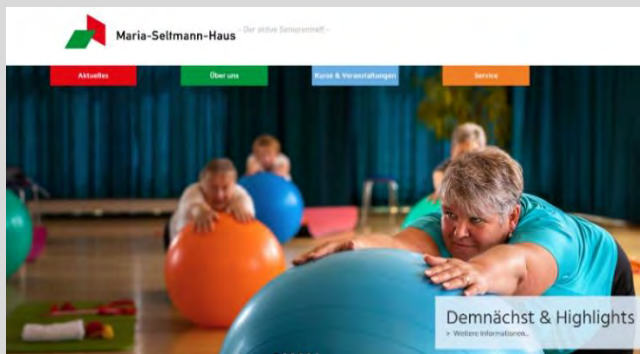 Maria-Seltmann-Haus
- Der aktive Seniorentreff -
Aktuelles
Über uns
Kurse & Veranstaltungen
Service
Demnächst & Highlights
» Weitere Informationen...